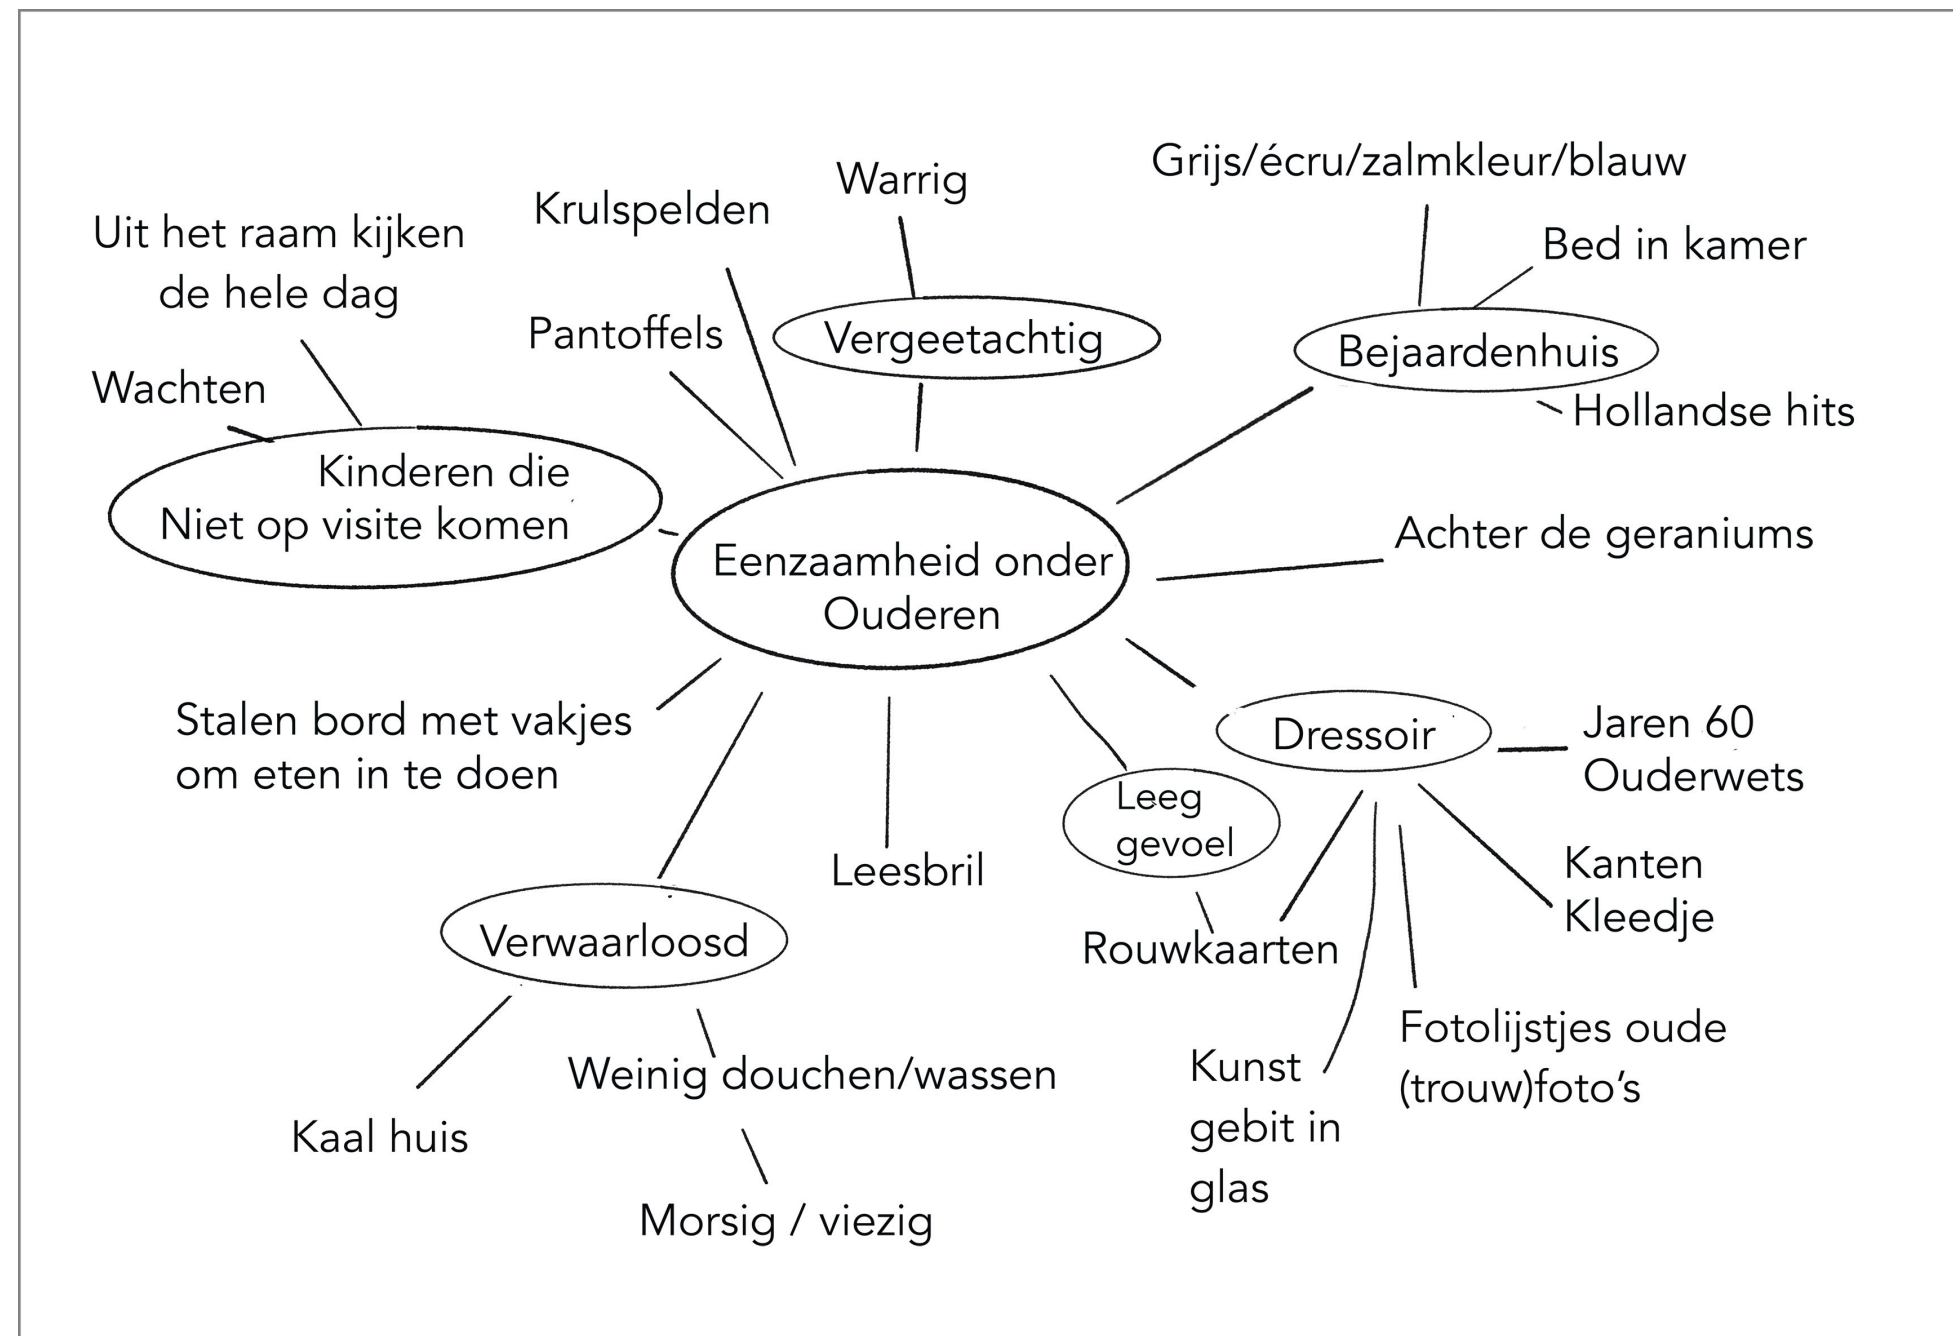 Grijs/écru/zalmkleur/blauw
Warrig
Krulspelden
Uit het raam kijken
de hele dag
Bed in kamer
Pantoffels
Vergeetachtig
Bejaardenhuis
Wachten
Hollandse hits
Kinderen die
Niet op visite komen
Achter de geraniums
Eenzaamheid onder
Ouderen
Stalen bord met vakjes
om eten in te doen
Dressoir
Jaren 60
Ouderwets
Leeg
gevoel
Leesbril
Kanten
Kleedje
Verwaarloosd
Rouwkaarten
Fotolijstjes oude
(trouw)foto's
Kunst
gebit in
glas
Weinig douchen/wassen
Kaal huis
Morsig / viezig